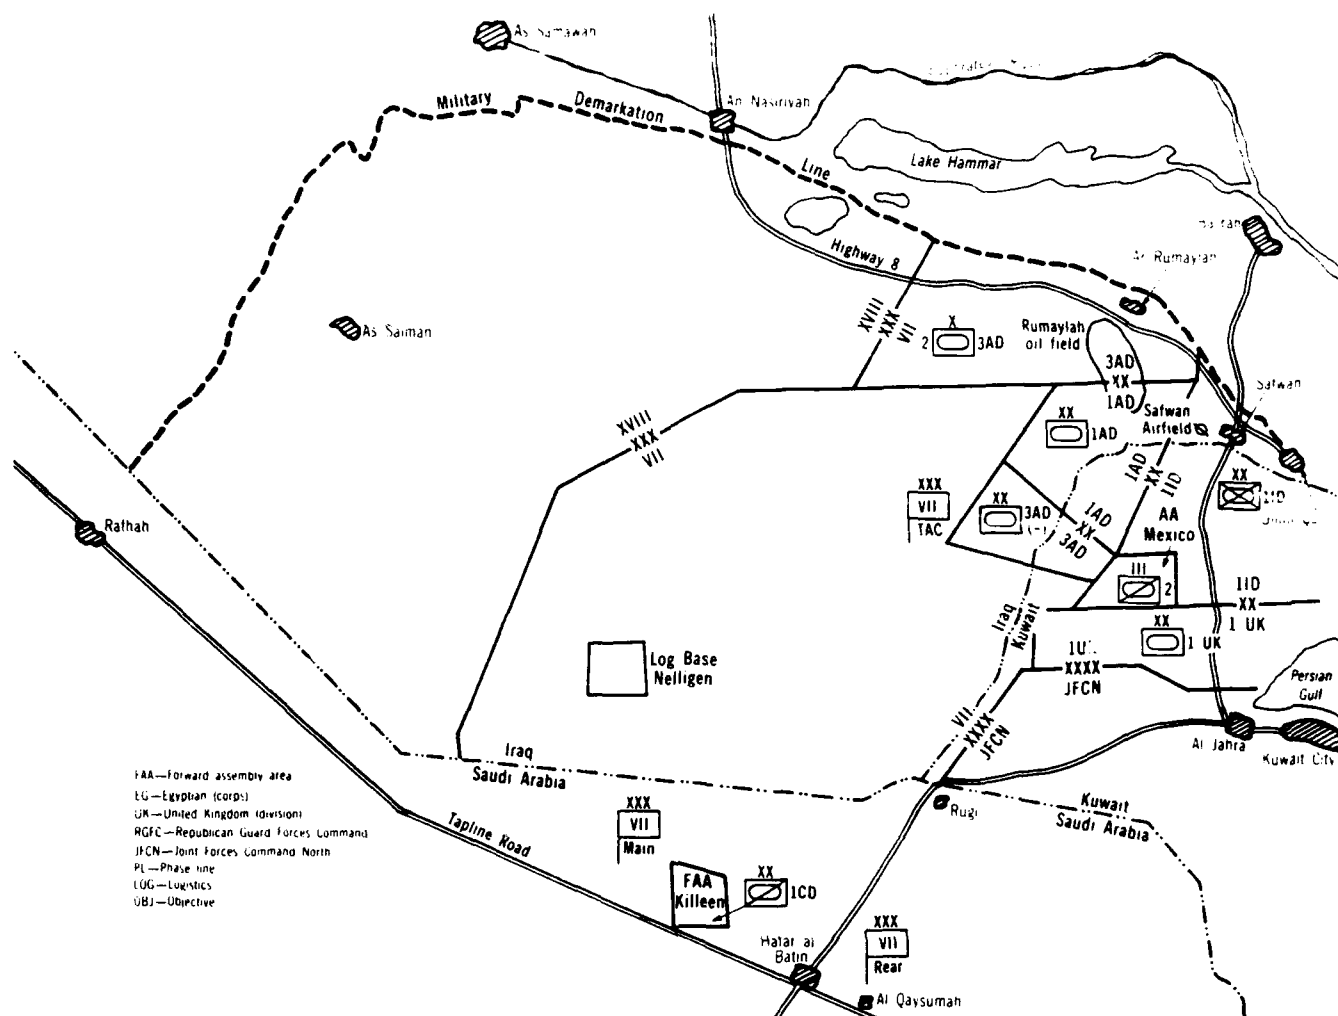 As Samawah
Military
Demarkation
Line
An Nasiriyah
Lake Hammar
Highway 8
Ar Rumaylah
As Salman
XVIII
XXX
VII
X
2
3AD
Rumaylah
oil field
3AD
XX
1AD
Safwan
Safwan
Airfield
XVIII
XXX
VII
XX
1AD
1AD
XX
11D
XX
11D
XXX
VII
TAC
XX
3AD
(-)
1AD
XX
3AD
AA
Mexico
III
2
11D
XX
1 UK
Rafhah
Iraq
Kuwait
XX
1 UK
XXXX
JFCN
Persian
Gulf
Log Base
Nelligen
VII
XXXX
JFCN
Al Jahra
Kuwait City
Iraq
Saudi Arabia
Kuwait
Saudi Arabia
Rugi
FAA—Forward assembly area
EG—Egyptian (corps)
UK—United Kingdom (division)
RGFC—Republican Guard Forces Command
JFCN—Joint Forces Command North
PL—Phase line
LOG—Logistics
OBJ—Objective
Tapline Road
XXX
VII
Main
FAA
Killeen
XX
1CD
Hafar al
Batin
XXX
VII
Rear
Al Qaysumah